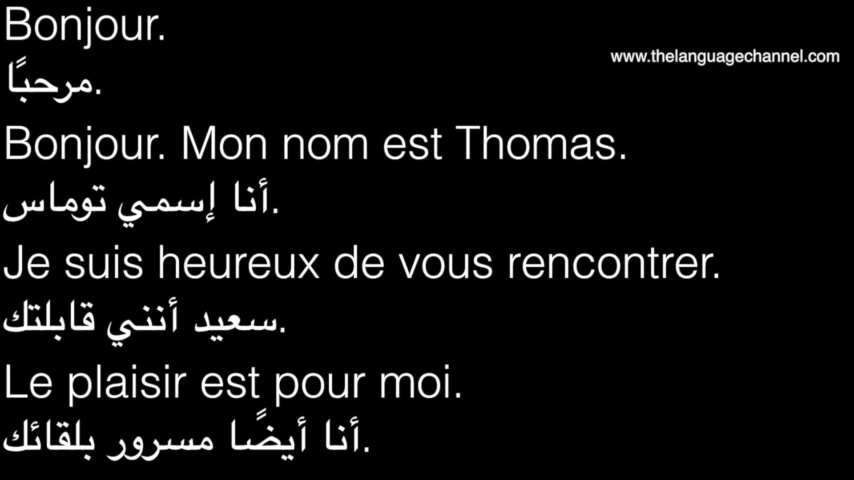 Bonjour.
www.thelanguagechannel.com
مرحبًا.
Bonjour. Mon nom est Thomas.
أنا إسمي توماس.
Je suis heureux de vous rencontrer.
سعيد أنني قابلتك.
Le plaisir est pour moi.
أنا أيضًا مسرور بلقائك.